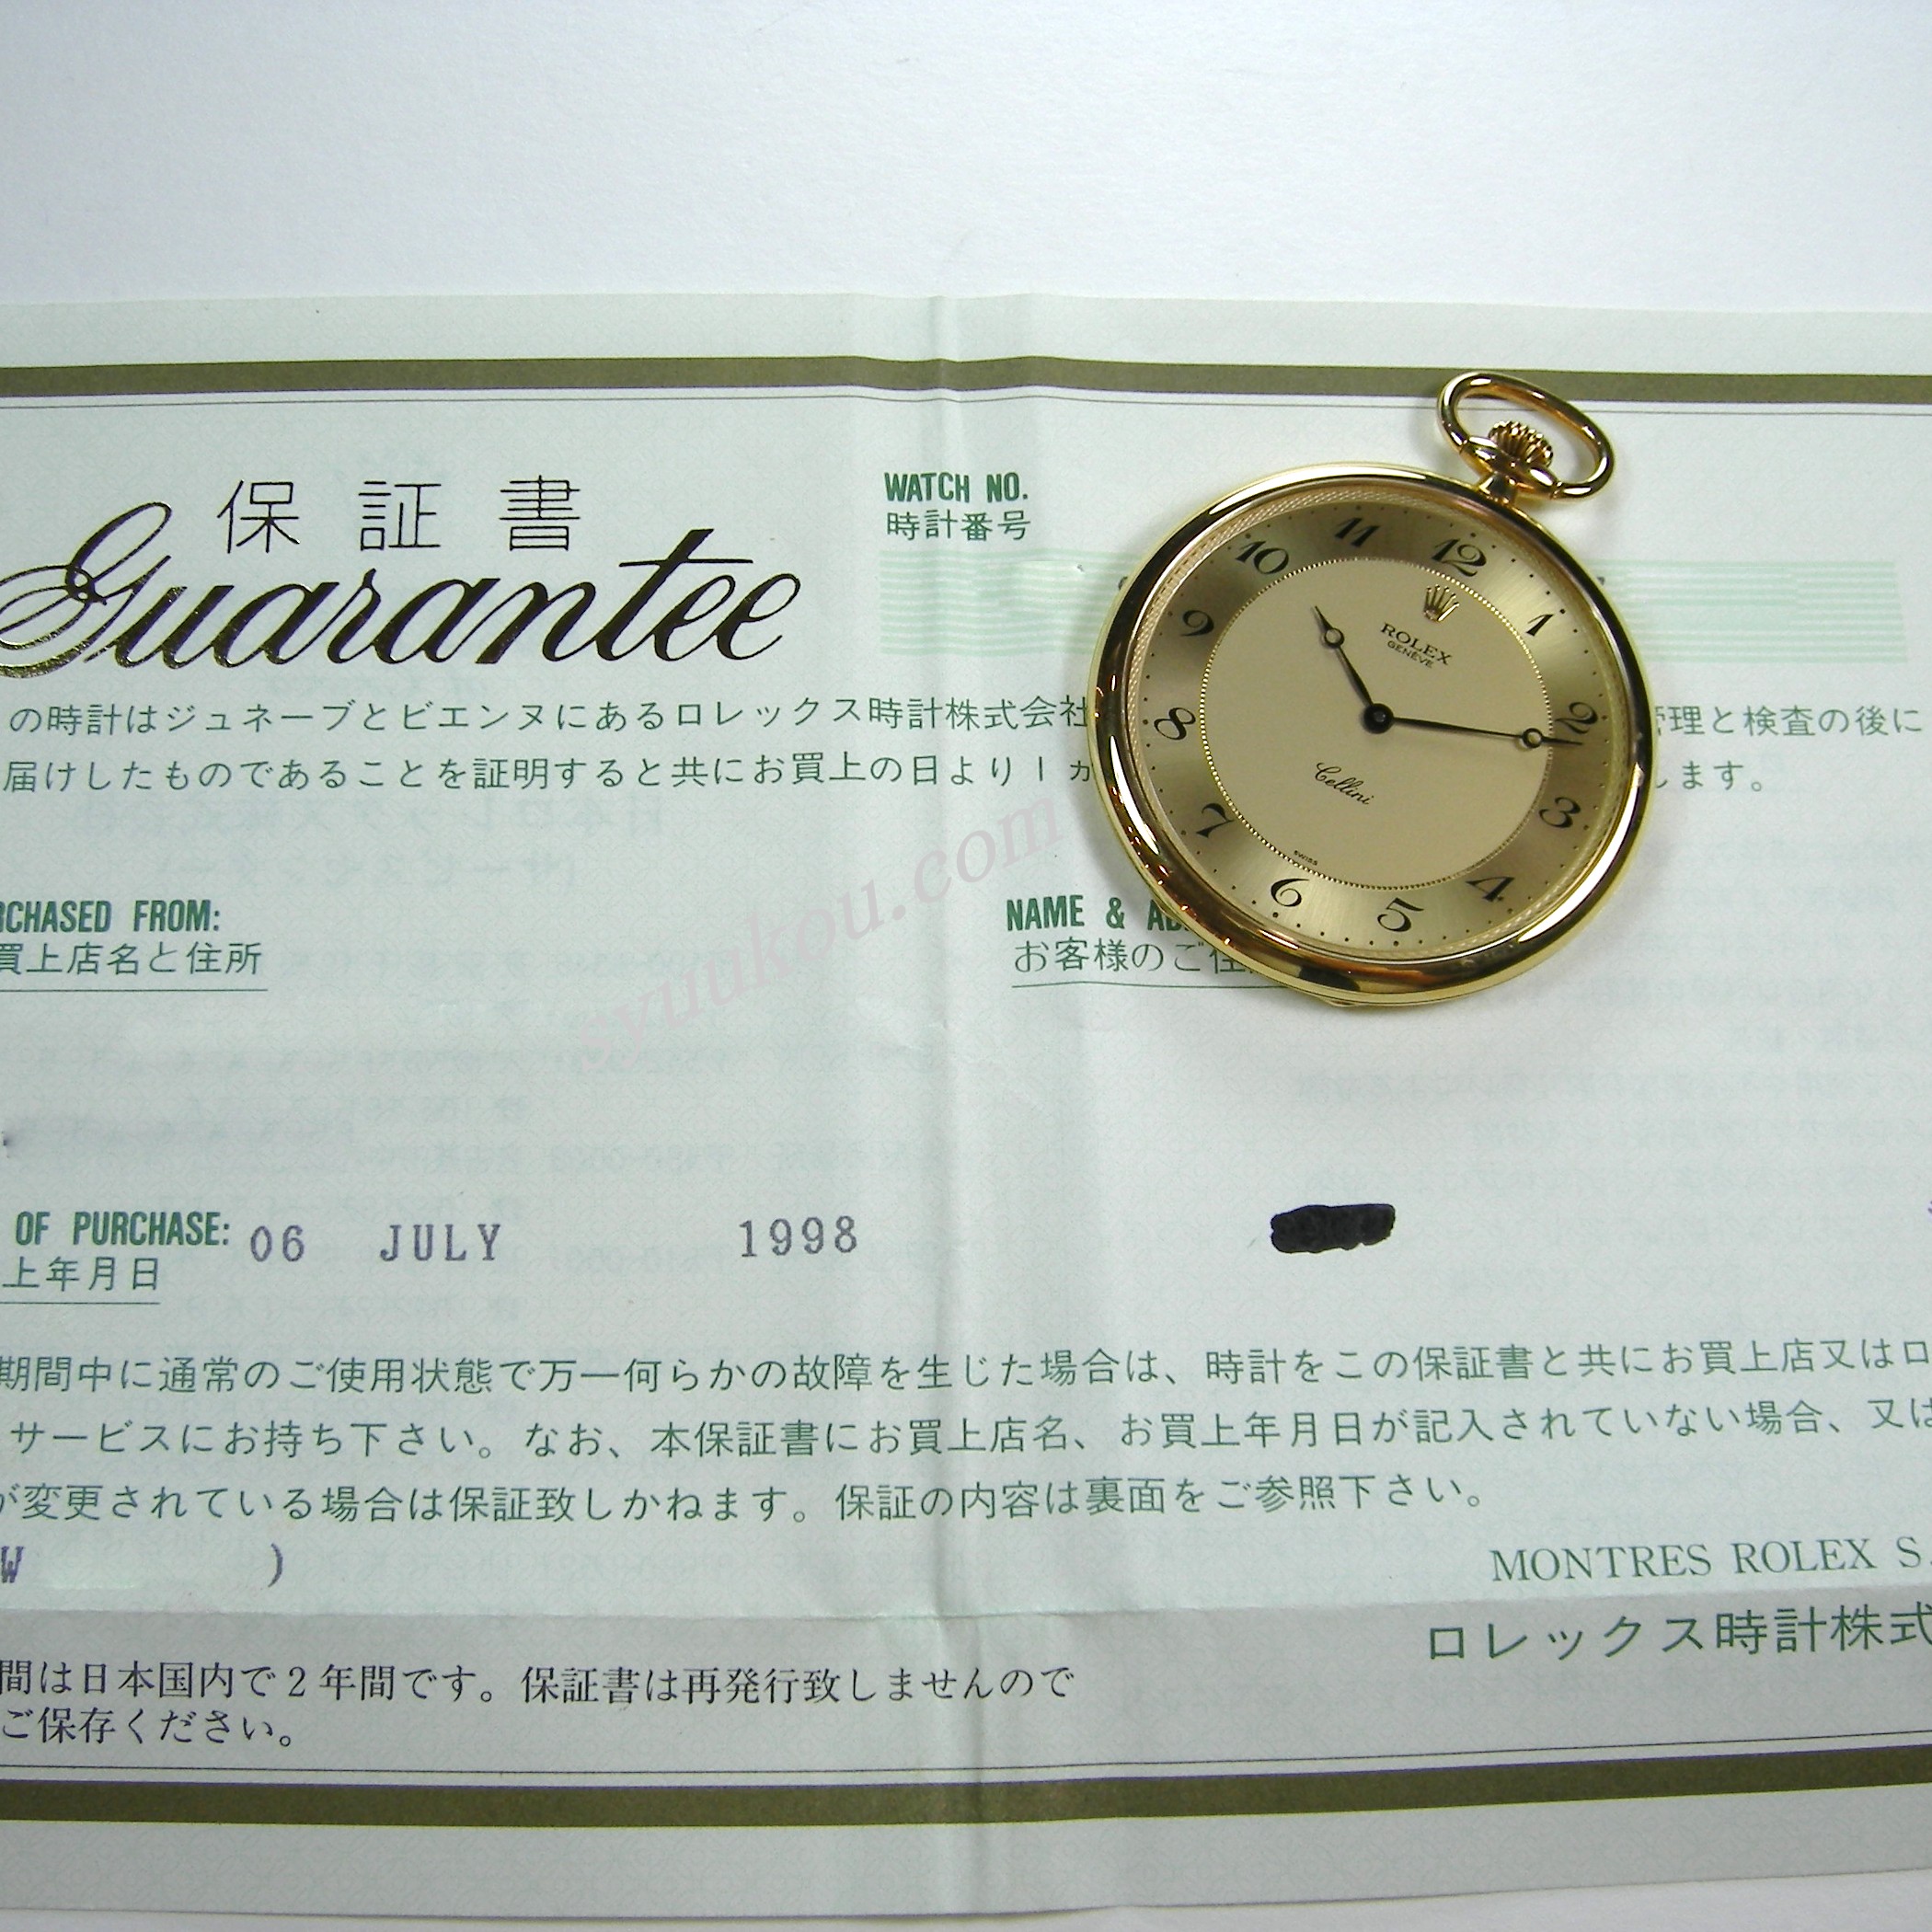 保証書
Guarantee
WATCH NO.
時計番号
の時計はジュネーブとビエンヌにあるロレックス時計株式会社 管理と検査の後に
届けしたものであることを証明すると共にお買上の日より1カ します。
RCHASED FROM:
買上店名と住所
NAME & AD
お客様のご住
OF PURCHASE: 06 JULY 1998
上年月日
期間中に通常のご使用状態で万一何らかの故障を生じた場合は、時計をこの保証書と共にお買上店又はロ
サービスにお持ち下さい。なお、本保証書にお買上店名、お買上年月日が記入されていない場合、又は
が変更されている場合は保証致しかねます。保証の内容は裏面をご参照下さい。
W )
MONTRES ROLEX S.
ロレックス時計株式
間は日本国内で2年間です。保証書は再発行致しませんので
ご保存ください。
11 12 1 2 3 4 5 6 7 8 9 10
ROLEX
GENÈVE
Cellini
SWISS
syuukou.com